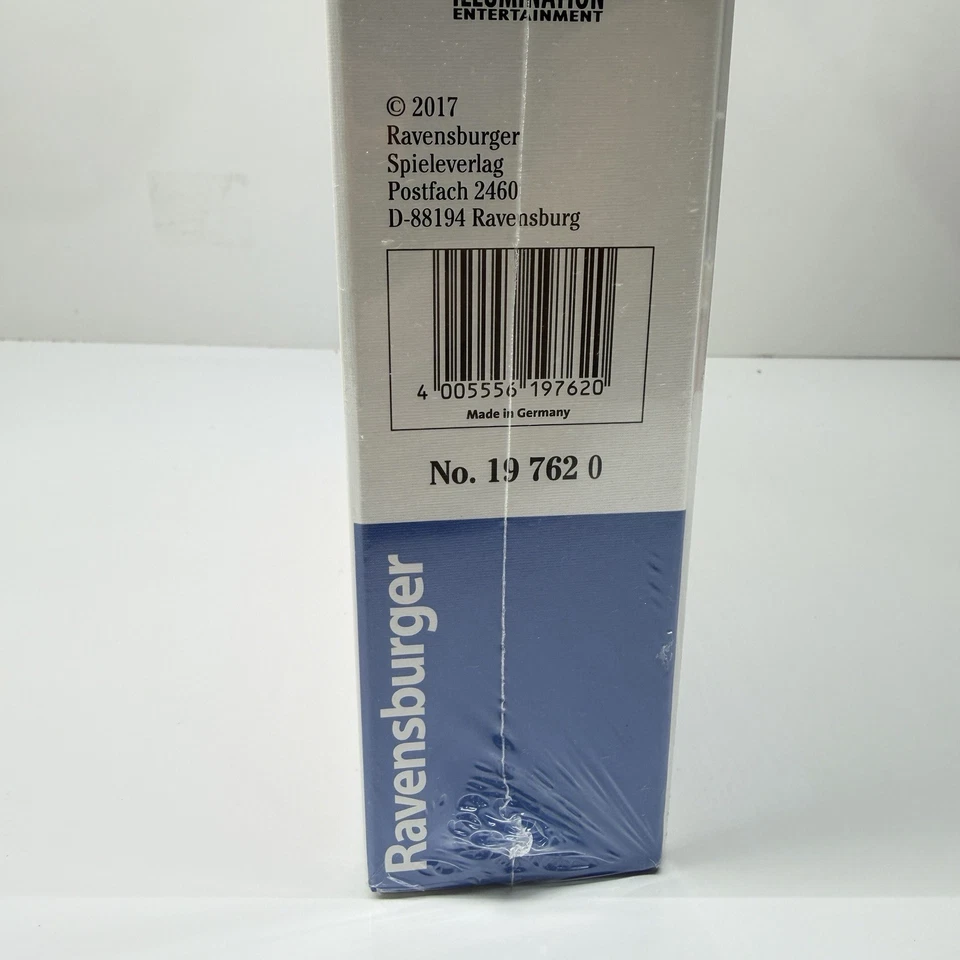 ILLUMINATION
ENTERTAINMENT
© 2017
Ravensburger
Spieleverlag
Postfach 2460
D-88194 Ravensburg
4 005556 197620
Made in Germany
No. 19 762 0
Ravensburger